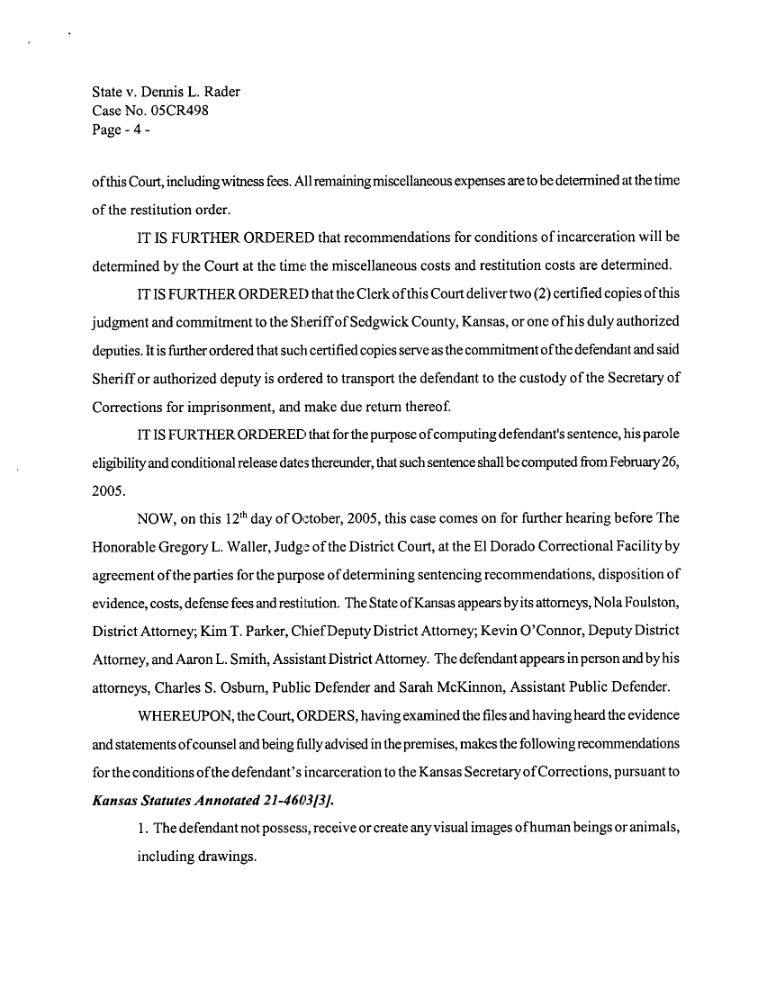 State v. Dennis L. Rader
Case No. 05CR498
Page - 4 -
of this Court, including witness fees. All remaining miscellaneous expenses are to be determined at the time
of the restitution order.
IT IS FURTHER ORDERED that recommendations for conditions of incarceration will be
determined by the Court at the time the miscellaneous costs and restitution costs are determined.
IT IS FURTHER ORDERED that the Clerk of this Court deliver two (2) certified copies of this
judgment and commitment to the Sheriff of Sedgwick County, Kansas, or one of his duly authorized
deputies. It is further ordered that such certified copies serve as the commitment of the defendant and said
Sheriff or authorized deputy is ordered to transport the defendant to the custody of the Secretary of
Corrections for imprisonment, and make due return thereof.
IT IS FURTHER ORDERED that for the purpose of computing defendant's sentence, his parole
eligibility and conditional release dates thereunder, that such sentence shall be computed from February 26,
2005.
NOW, on this 12th day of October, 2005, this case comes on for further hearing before The
Honorable Gregory L. Waller, Judge of the District Court, at the El Dorado Correctional Facility by
agreement of the parties for the purpose of determining sentencing recommendations, disposition of
evidence, costs, defense fees and restitution. The State of Kansas appears by its attorneys, Nola Foulston,
District Attorney; Kim T. Parker, Chief Deputy District Attorney; Kevin O'Connor, Deputy District
Attorney, and Aaron L. Smith, Assistant District Attorney. The defendant appears in person and by his
attorneys, Charles S. Osburn, Public Defender and Sarah McKinnon, Assistant Public Defender.
WHEREUPON, the Court, ORDERS, having examined the files and having heard the evidence
and statements of counsel and being fully advised in the premises, makes the following recommendations
for the conditions of the defendant's incarceration to the Kansas Secretary of Corrections, pursuant to
Kansas Statutes Annotated 21-4603[3].
1. The defendant not possess, receive or create any visual images of human beings or animals,
including drawings.